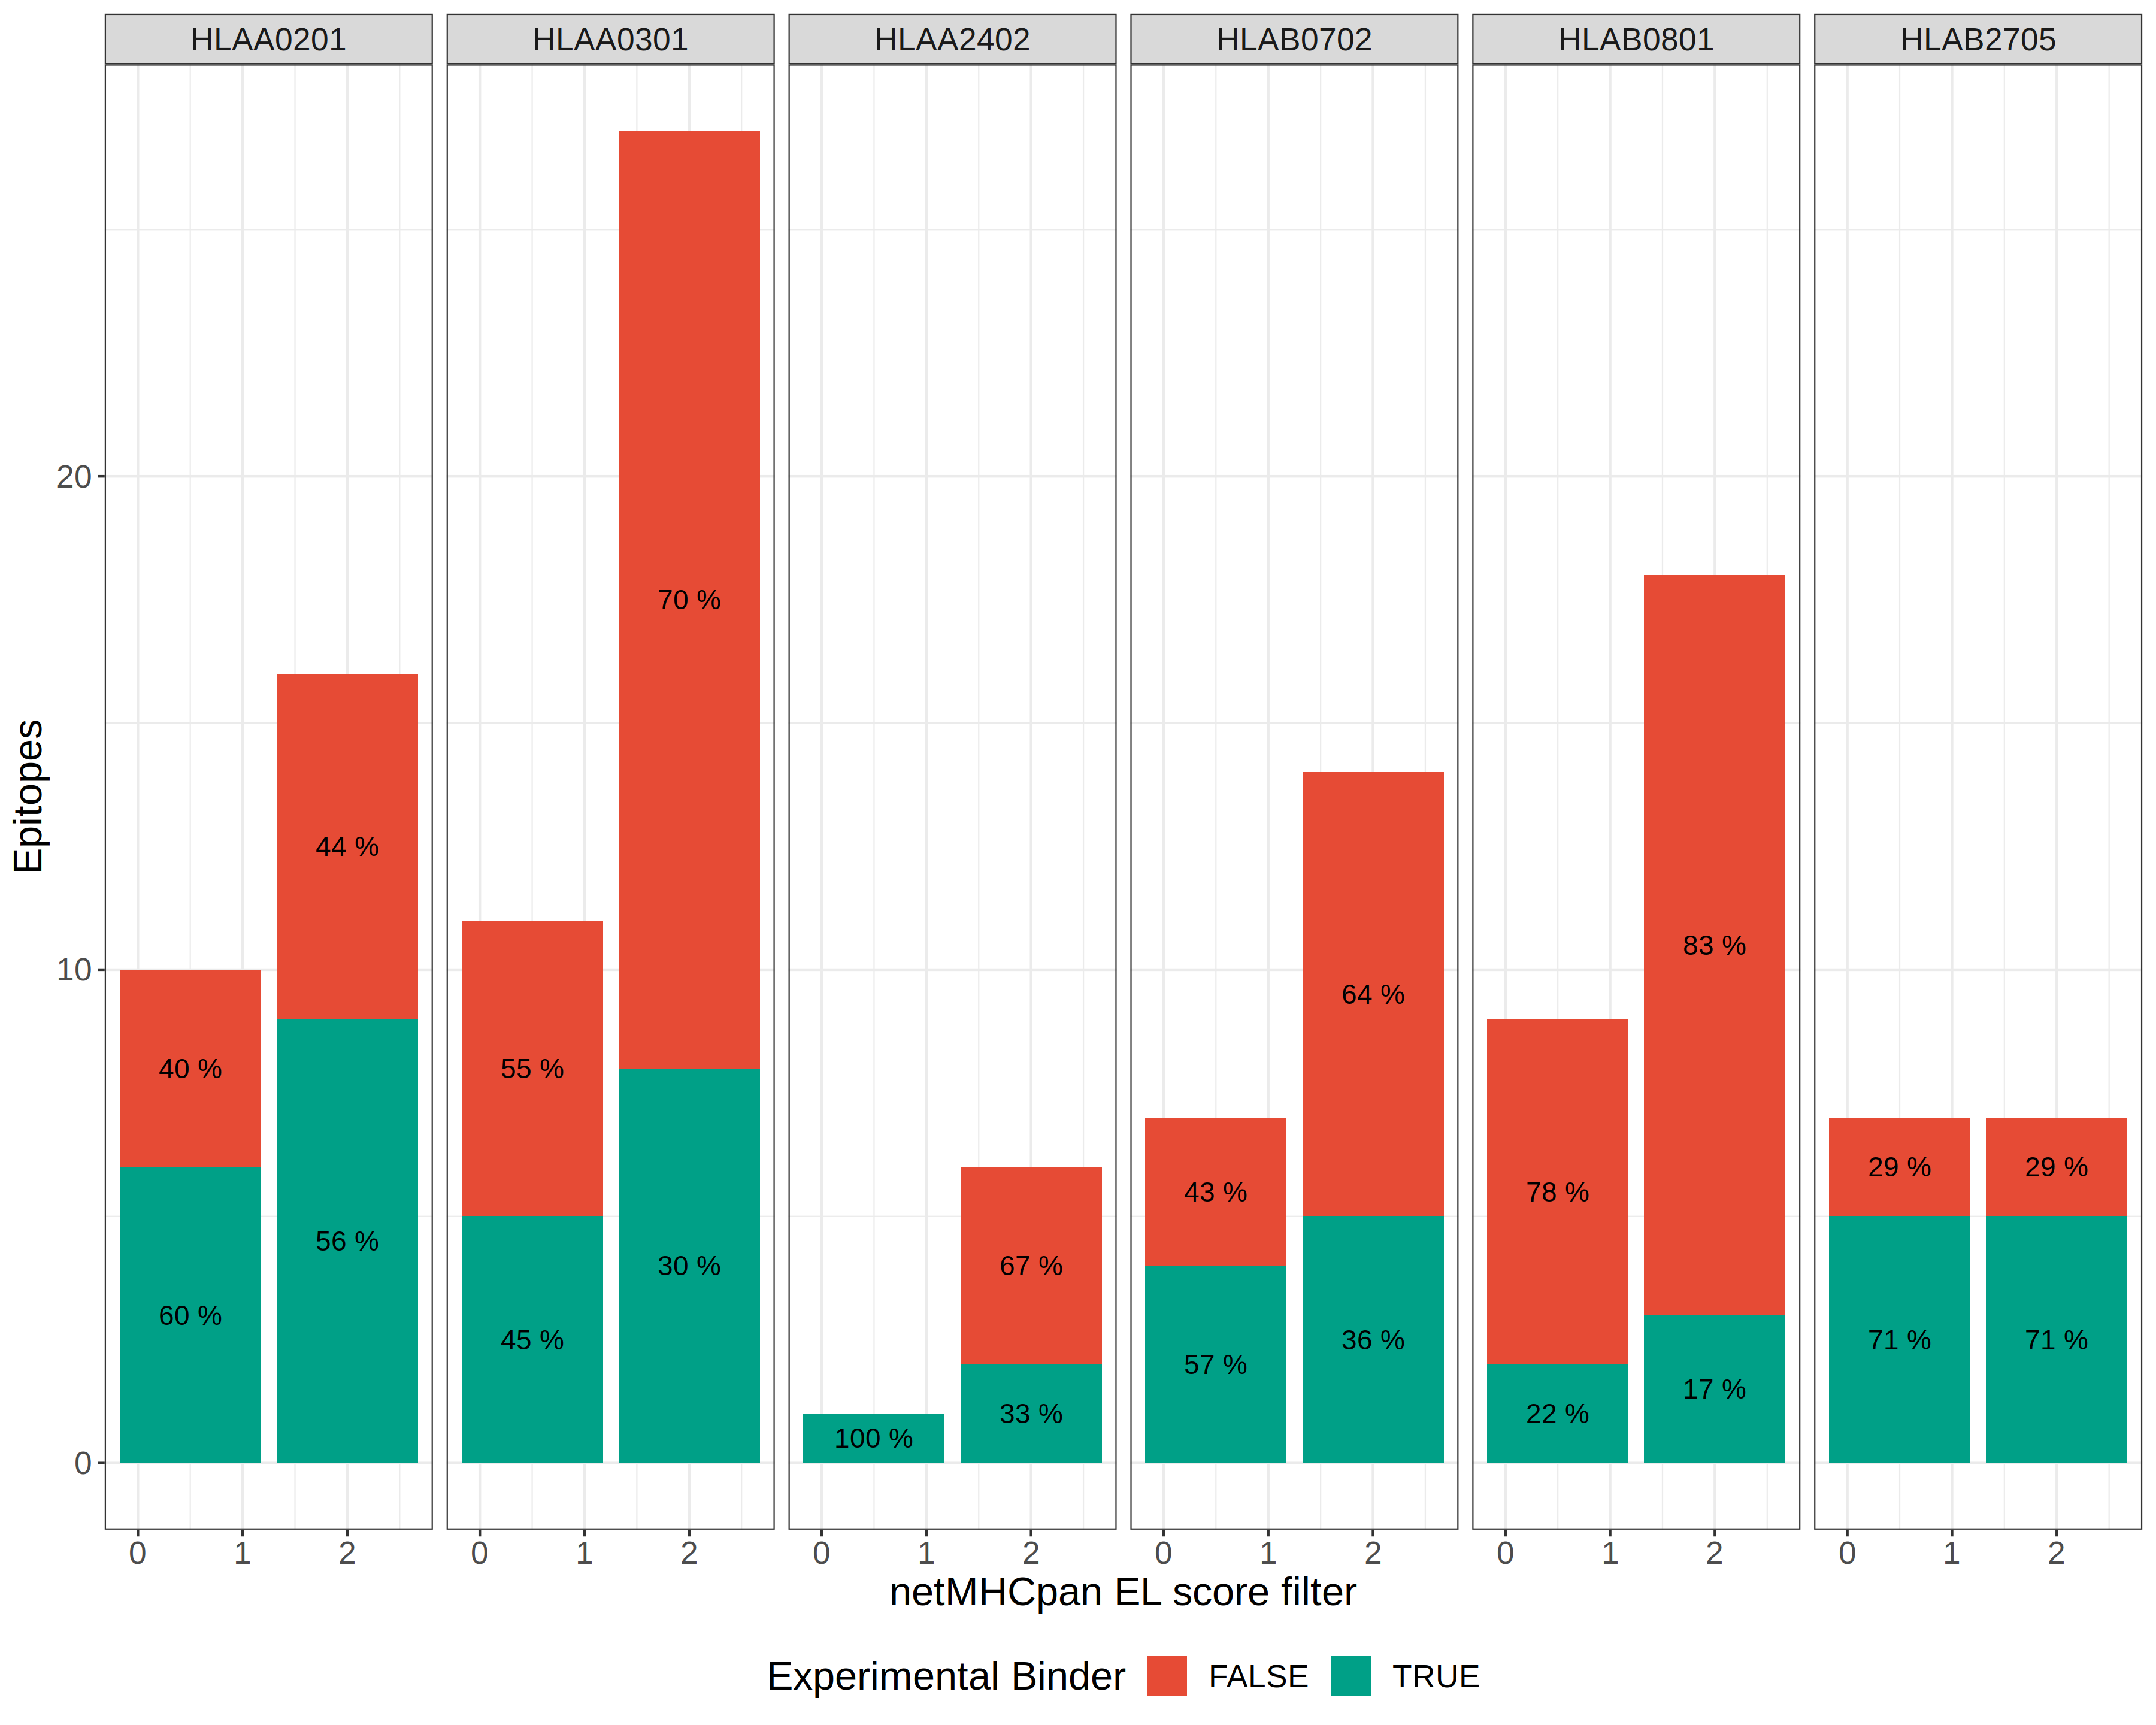 HLAA0201 HLAA0301 HLAA2402 HLAB0702 HLAB0801 HLAB2705
20
70 %
44 %
83 %
10
64 %
40 % 55 %
43 % 78 %
29 % 29 %
56 %
30 % 67 %
60 %
45 % 36 % 71 % 71 %
57 %
17 %
33 % 22 %
100 %
0
0 1 2 0 1 2 0 1 2 0 1 2 0 1 2 0 1 2
Epitopes
netMHCpan EL score filter
Experimental Binder FALSE TRUE